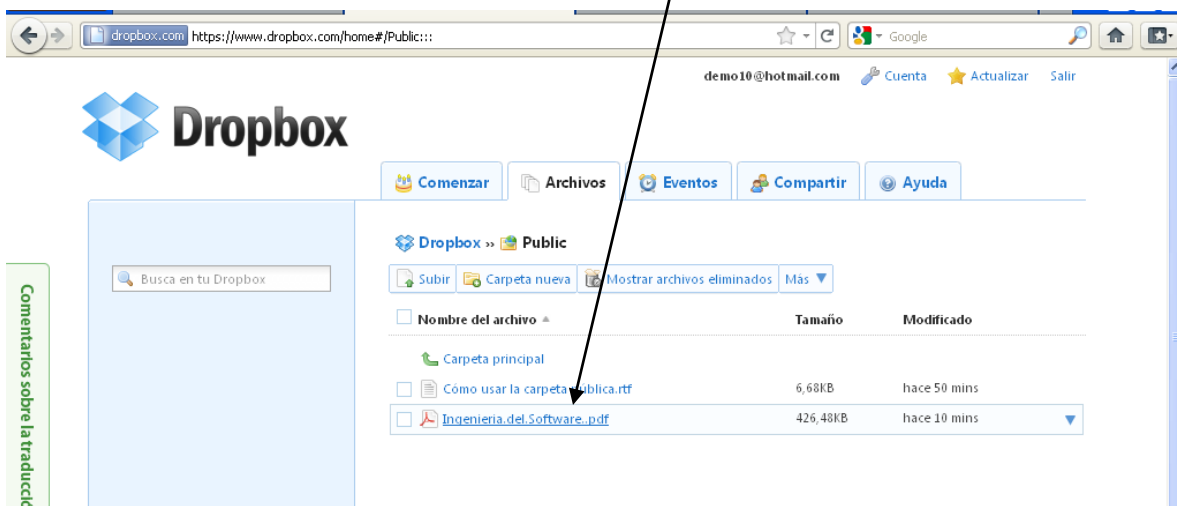 dropbox.com https://www.dropbox.com/home#/Public:::
Google
demo10@hotmail.com Cuenta Actualizar Salir
Dropbox
Comenzar Archivos Eventos Compartir Ayuda
Dropbox » Public
Busca en tu Dropbox
Subir Carpeta nueva Mostrar archivos eliminados Más
Nombre del archivo Tamaño Modificado
Carpeta principal
Cómo usar la carpeta pública.rtf 6,68KB hace 50 mins
Ingenieria.del.Software..pdf 426,48KB hace 10 mins
Comentarios sobre la